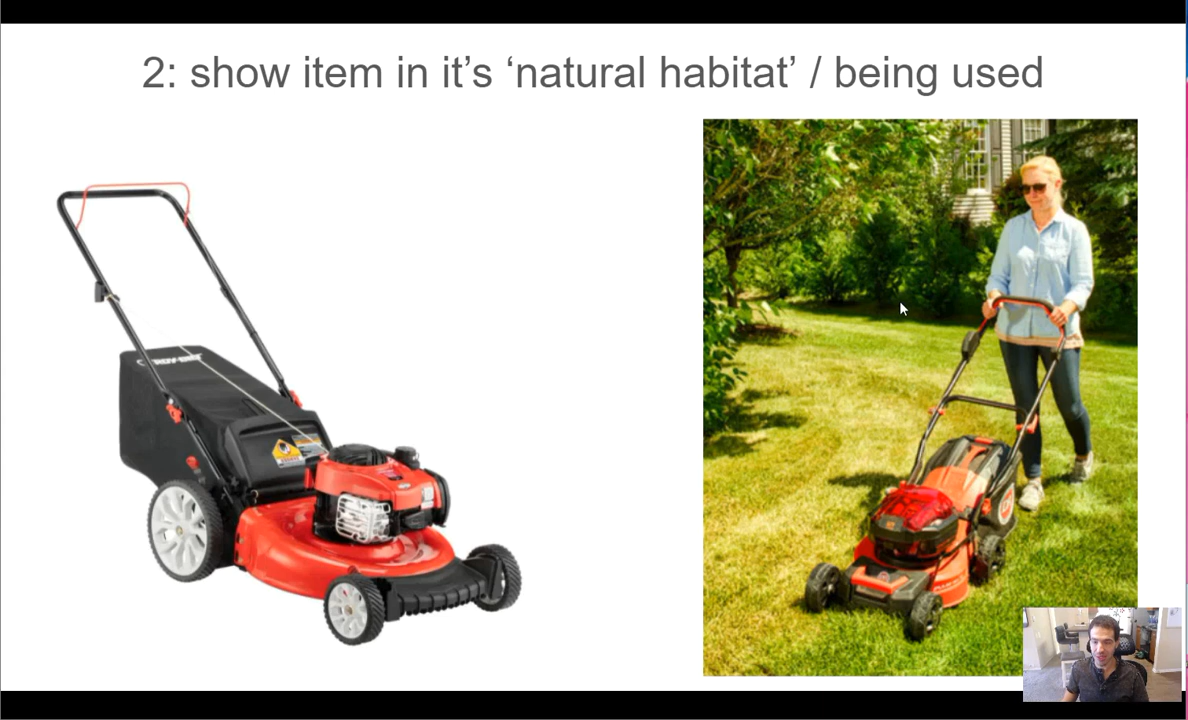 2: show item in it’s ‘natural habitat’ / being used